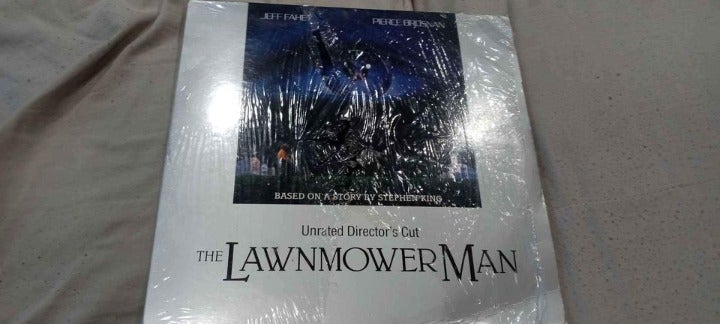 JEFF FAHEY PIERCE BROSNAN
BASED ON A STORY BY STEPHEN KING
Unrated Director's Cut
THE LAWNMOWER MAN